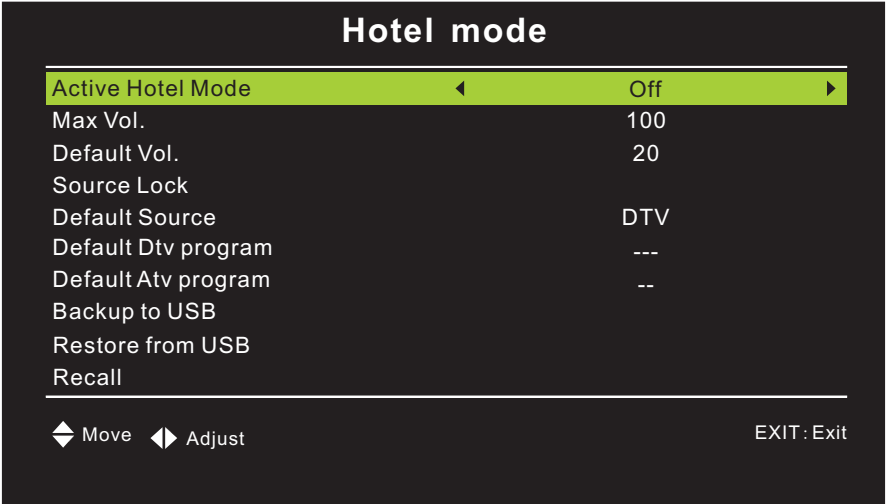 Hotel mode
Active Hotel Mode Off
Max Vol. 100
Default Vol. 20
Source Lock
Default Source DTV
Default Dtv program ---
Default Atv program --
Backup to USB
Restore from USB
Recall
Move Adjust EXIT:Exit